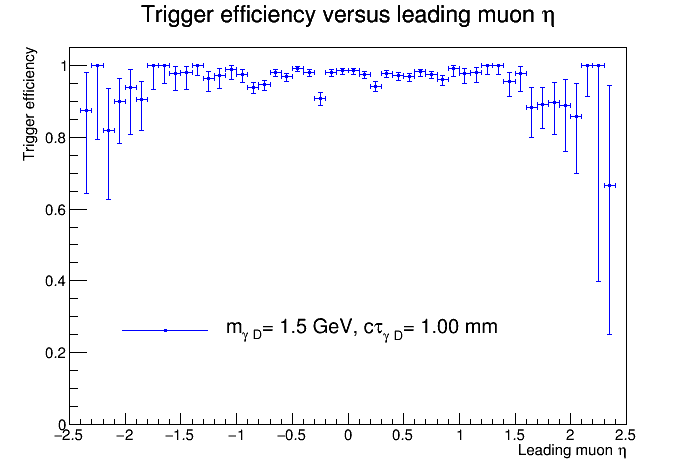 Trigger efficiency versus leading muon η
Trigger efficiency
1
0.8
0.6
0.4
0.2
0
m_γ D = 1.5 GeV, cτ_γ D = 1.00 mm
−2.5 −2 −1.5 −1 −0.5 0 0.5 1 1.5 2 2.5
Leading muon η